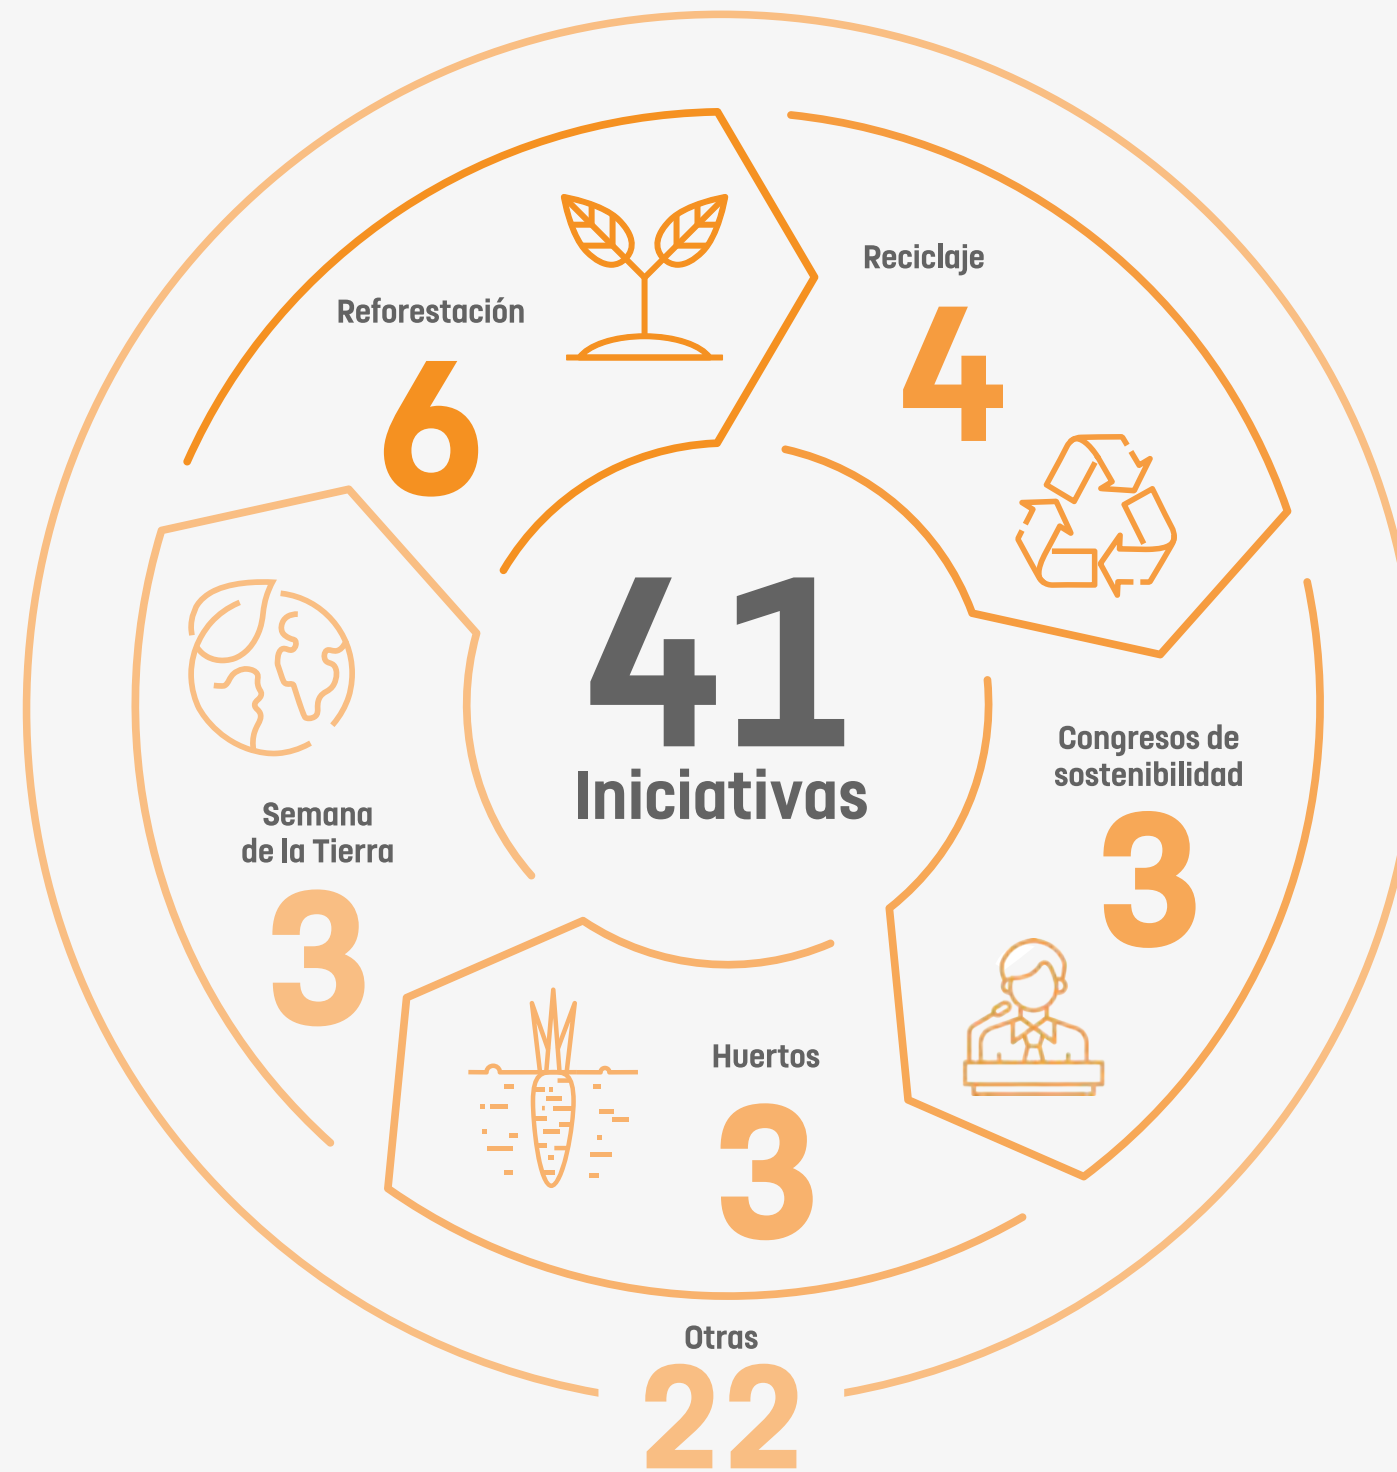 Reforestación
6
Reciclaje
4
41
Iniciativas
Congresos de
sostenibilidad
3
Semana
de la Tierra
3
Huertos
3
Otras
22